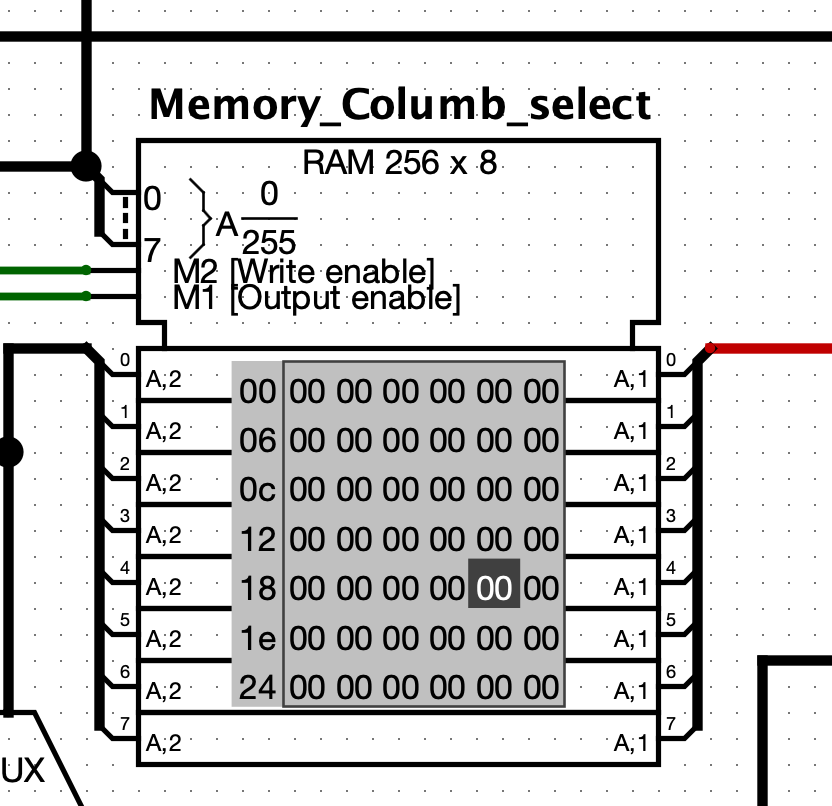 Memory_Columb_select
RAM 256 x 8
0
7
A 0
255
M2 [Write enable]
M1 [Output enable]
0 A,2 00 00 00 00 00 00 00 A,1 0
1 A,2 06 00 00 00 00 00 00 A,1 1
2 A,2 0c 00 00 00 00 00 00 A,1 2
3 A,2 12 00 00 00 00 00 00 A,1 3
4 A,2 18 00 00 00 00 00 00 A,1 4
5 A,2 1e 00 00 00 00 00 00 A,1 5
6 A,2 24 00 00 00 00 00 00 A,1 6
7 A,2 A,1 7
UX